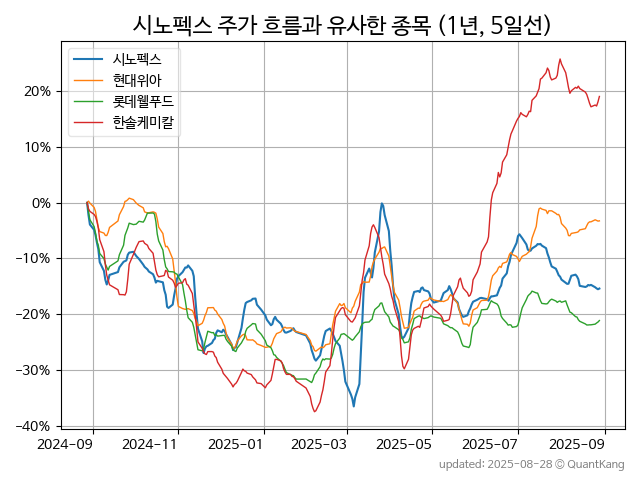 시노펙스 주가 흐름과 유사한 종목 (1년, 5일선)
시노펙스
현대위아
롯데웰푸드
한솔케미칼
20%
10%
0%
−10%
−20%
−30%
−40%
2024-09 2024-11 2025-01 2025-03 2025-05 2025-07 2025-09
updated: 2025-08-28 © QuantKang